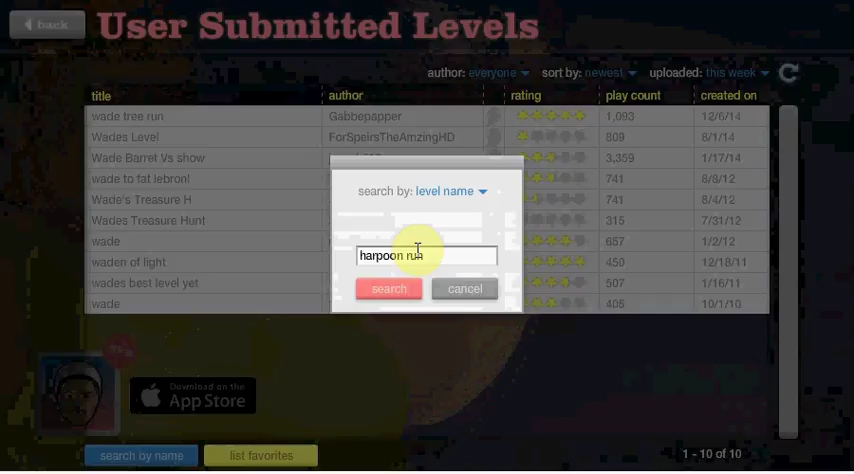 back
User Submitted Levels
author: everyone sort by: newest uploaded: this week
title author rating play count created on
wade tree run Gabbepapper 1,093 12/6/14
Wades Level ForSpeirsTheAmzingHD 809 8/1/14
Wade Barret Vs show 3,359 1/17/14
wade to fat lebron! 741 8/8/12
Wade's Treasure H 741 8/4/12
Wades Treasure Hunt 315 7/31/12
wade 657 1/2/12
waden of light 450 12/18/11
wades best level yet 507 1/16/11
wade 405 10/1/10
search by: level name
harpoon run
search cancel
Download on the
App Store
search by name list favorites 1 - 10 of 10